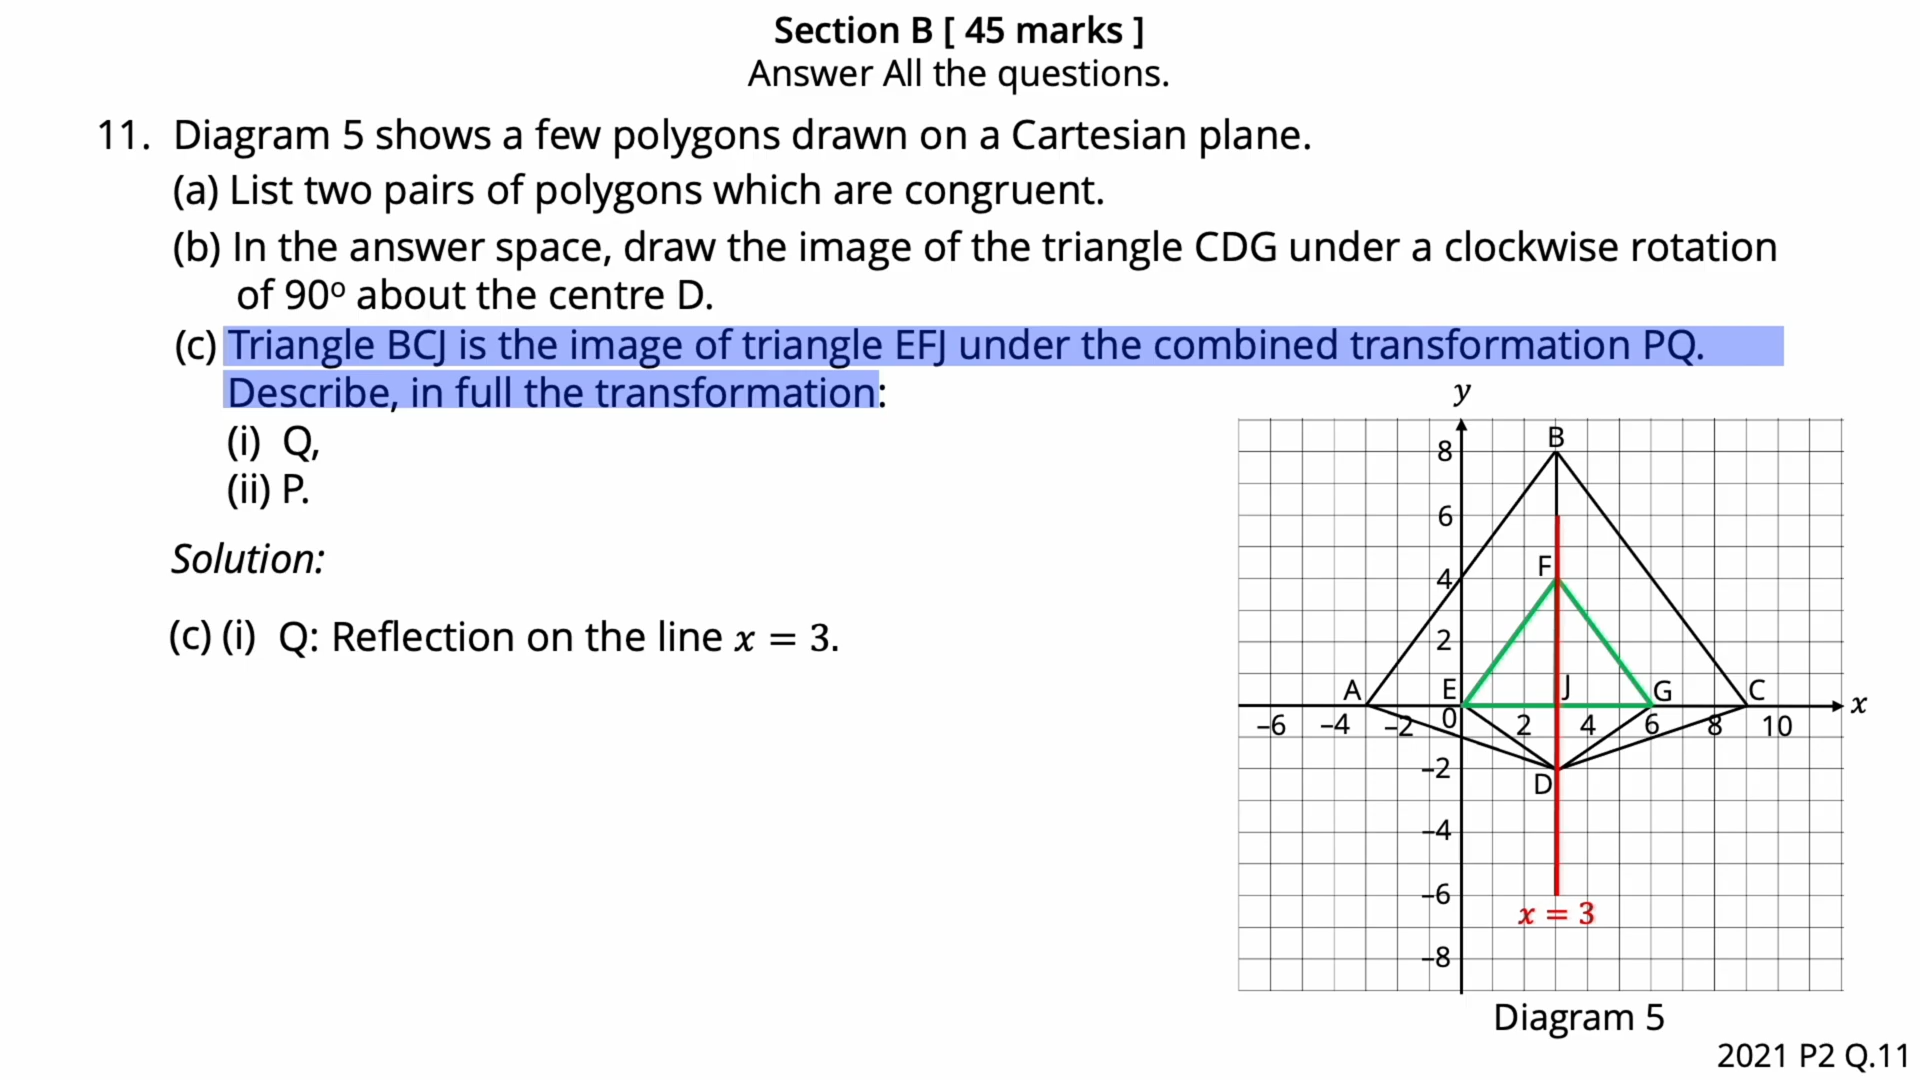 Section B [ 45 marks ]
Answer All the questions.
11. Diagram 5 shows a few polygons drawn on a Cartesian plane.
(a) List two pairs of polygons which are congruent.
(b) In the answer space, draw the image of the triangle CDG under a clockwise rotation
of 90º about the centre D.
(c) Triangle BCJ is the image of triangle EFJ under the combined transformation PQ.
Describe, in full the transformation:
(i) Q,
(ii) P.
Solution:
(c) (i) Q: Reflection on the line x = 3.
y
B
8
6
F
4
2
A E J G C
x
–6 –4 –2 0 2 4 6 8 10
–2
D
–4
–6
x = 3
–8
Diagram 5
2021 P2 Q.11